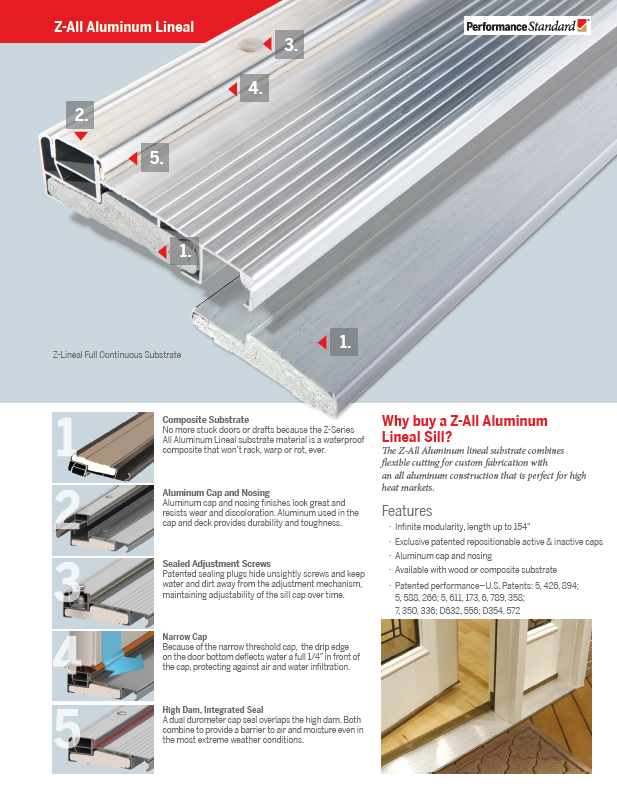 Z-All Aluminum Lineal
PerformanceStandard
3.
4.
2.
5.
1.
1.
Z-Lineal Full Continuous Substrate
1
Composite Substrate
No more stuck doors or drafts because the Z-Series
All Aluminum Lineal substrate material is a waterproof
composite that won't rack, warp or rot, ever.
2
Aluminum Cap and Nosing
Aluminum cap and nosing finishes look great and
resists wear and discoloration. Aluminum used in the
cap and deck provides durability and toughness.
3
Sealed Adjustment Screws
Patented sealing plugs hide unsightly screws and keep
water and dirt away from the adjustment mechanism,
maintaining adjustability of the sill cap over time.
4
Narrow Cap
Because of the narrow threshold cap, the drip edge
on the door bottom deflects water a full 1/4" in front of
the cap, protecting against air and water infiltration.
5
High Dam, Integrated Seal
A dual durometer cap seal overlaps the high dam. Both
combine to provide a barrier to air and moisture even in
the most extreme weather conditions.
Why buy a Z-All Aluminum
Lineal Sill?
The Z-All Aluminum lineal substrate combines
flexible cutting for custom fabrication with
an all aluminum construction that is perfect for high
heat markets.
Features
· Infinite modularity, length up to 154"
· Exclusive patented repositionable active & inactive caps
· Aluminum cap and nosing
· Available with wood or composite substrate
· Patented performance–U.S. Patents: 5, 426, 894;
5, 588, 266; 5, 611, 173, 6, 789, 358;
7, 350, 336; D632, 556; D354, 572